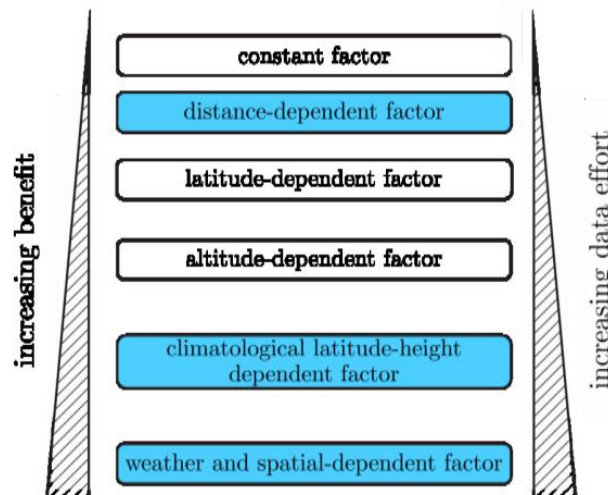 constant factor
distance-dependent factor
latitude-dependent factor
altitude-dependent factor
climatological latitude-height
dependent factor
weather and spatial-dependent factor
increasing benefit
increasing data effort